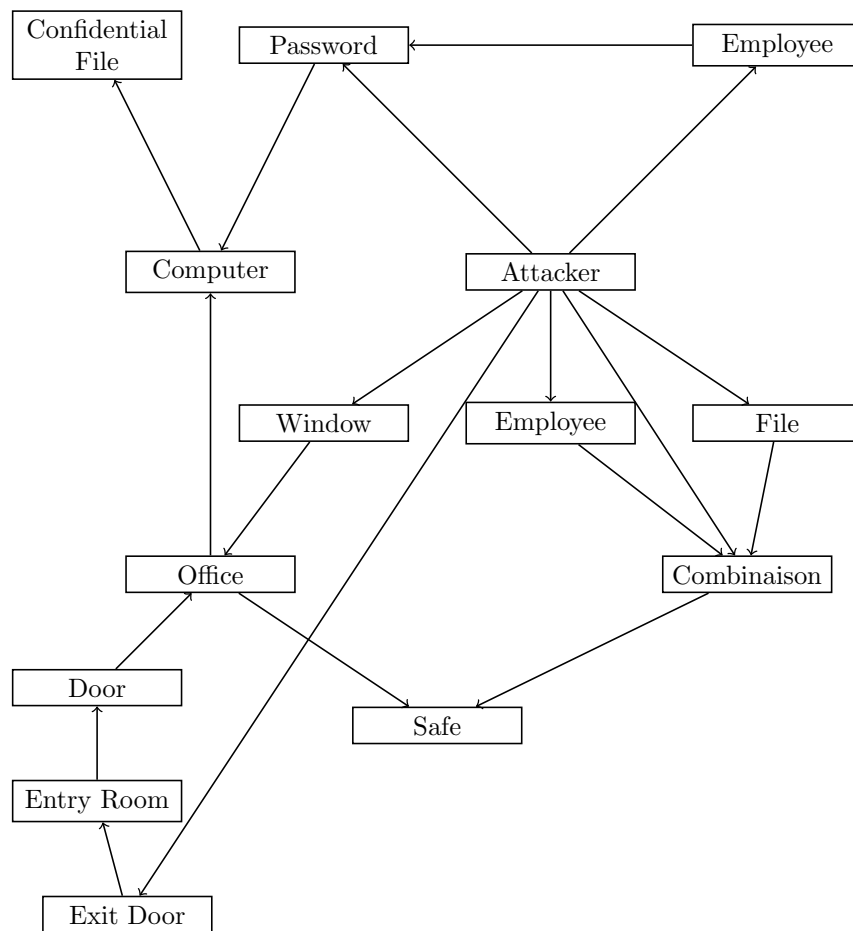 Confidential
File
Password
Employee
Computer
Attacker
Window
Employee
File
Office
Combinaison
Door
Safe
Entry Room
Exit Door